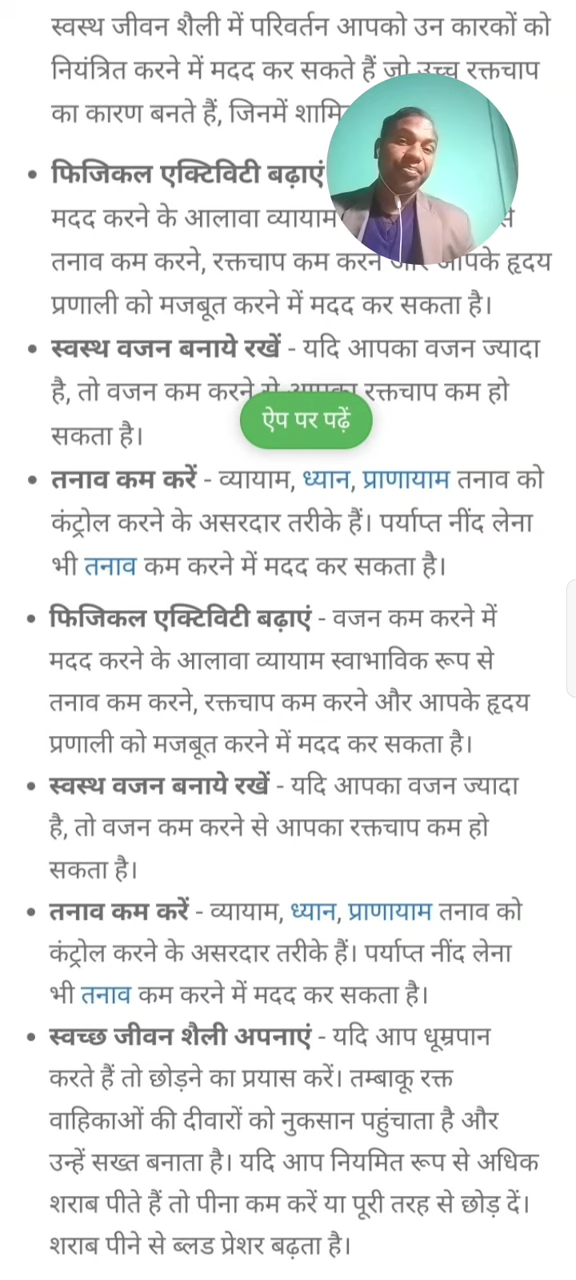 स्वस्थ जीवन शैली में परिवर्तन आपको उन कारकों को
नियंत्रित करने में मदद कर सकते हैं जो उच्च रक्तचाप
का कारण बनते हैं, जिनमें
• फिजिकल एक्टिविटी बढ़ाएं
मदद करने के आलावा व्यायाम से
तनाव कम करने, रक्तचाप कम करने और आपके हृदय
प्रणाली को मजबूत करने में मदद कर सकता है।
• स्वस्थ वजन बनाये रखें - यदि आपका वजन ज्यादा
है, तो वजन कम करने से आपका रक्तचाप कम हो
ऐप पर पढ़ें
सकता है।
• तनाव कम करें - व्यायाम, ध्यान, प्राणायाम तनाव को
कंट्रोल करने के असरदार तरीके हैं। पर्याप्त नींद लेना
भी तनाव कम करने में मदद कर सकता है।
• फिजिकल एक्टिविटी बढ़ाएं - वजन कम करने में
मदद करने के आलावा व्यायाम स्वाभाविक रूप से
तनाव कम करने, रक्तचाप कम करने और आपके हृदय
प्रणाली को मजबूत करने में मदद कर सकता है।
• स्वस्थ वजन बनाये रखें - यदि आपका वजन ज्यादा
है, तो वजन कम करने से आपका रक्तचाप कम हो
सकता है।
• तनाव कम करें - व्यायाम, ध्यान, प्राणायाम तनाव को
कंट्रोल करने के असरदार तरीके हैं। पर्याप्त नींद लेना
भी तनाव कम करने में मदद कर सकता है।
• स्वच्छ जीवन शैली अपनाएं - यदि आप धूम्रपान
करते हैं तो छोड़ने का प्रयास करें। तम्बाकू रक्त
वाहिकाओं की दीवारों को नुकसान पहुंचाता है और
उन्हें सख्त बनाता है। यदि आप नियमित रूप से अधिक
शराब पीते हैं तो पीना कम करें या पूरी तरह से छोड़ दें।
शराब पीने से ब्लड प्रेशर बढ़ता है।